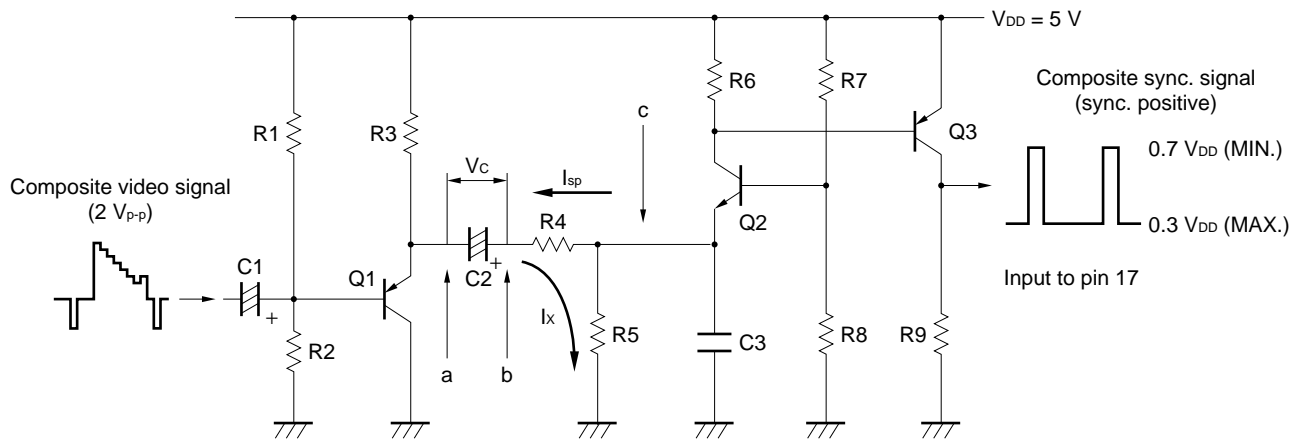 VDD = 5 V
R6
R7
Composite sync. signal
(sync. positive)
c
Q3
R1
R3
0.7 VDD (MIN.)
VC
Isp
Composite video signal
(2 Vp-p)
Q2
R4
0.3 VDD (MAX.)
C1
Q1
C2
+
Input to pin 17
+
IX
R2
R5
C3
R8
R9
a
b